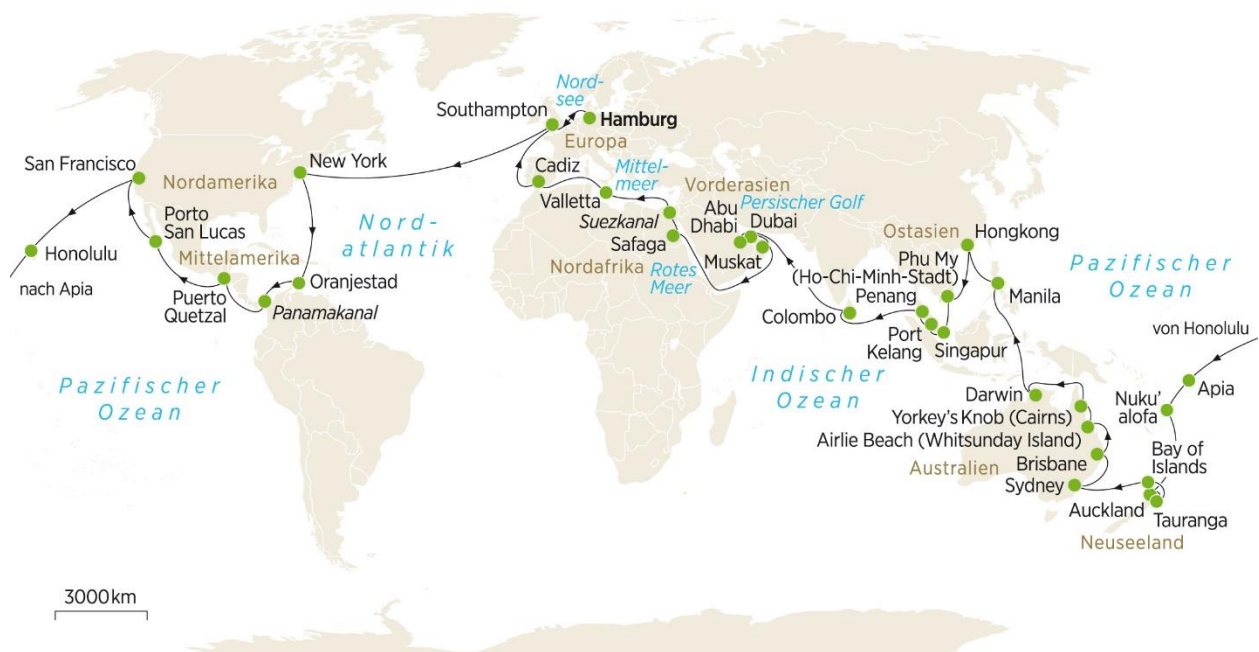 Nord-
see
Southampton
Hamburg
Europa
San Francisco
Nordamerika
New York
Cadiz
Mittel-
meer
Valletta
Vorderasien
Persischer Golf
Abu
Dhabi
Dubai
Suezkanal
Safaga
Muskat
Ostasien
Hongkong
Porto
San Lucas
Nord-
atlantik
Honolulu
nach Apia
Mittelamerika
Nordafrika
Rotes
Meer
Phu My
(Ho-Chi-Minh-Stadt)
Penang
Manila
Pazifischer
Ozean
Puerto
Quetzal
Oranjestad
Panamakanal
Colombo
Port
Kelang
Singapur
von Honolulu
Pazifischer
Ozean
Indischer
Ozean
Darwin
Nuku'
alofa
Apia
Yorkey's Knob (Cairns)
Airlie Beach (Whitsunday Island)
Australien
Brisbane
Sydney
Bay of
Islands
Auckland
Tauranga
Neuseeland
3000 km